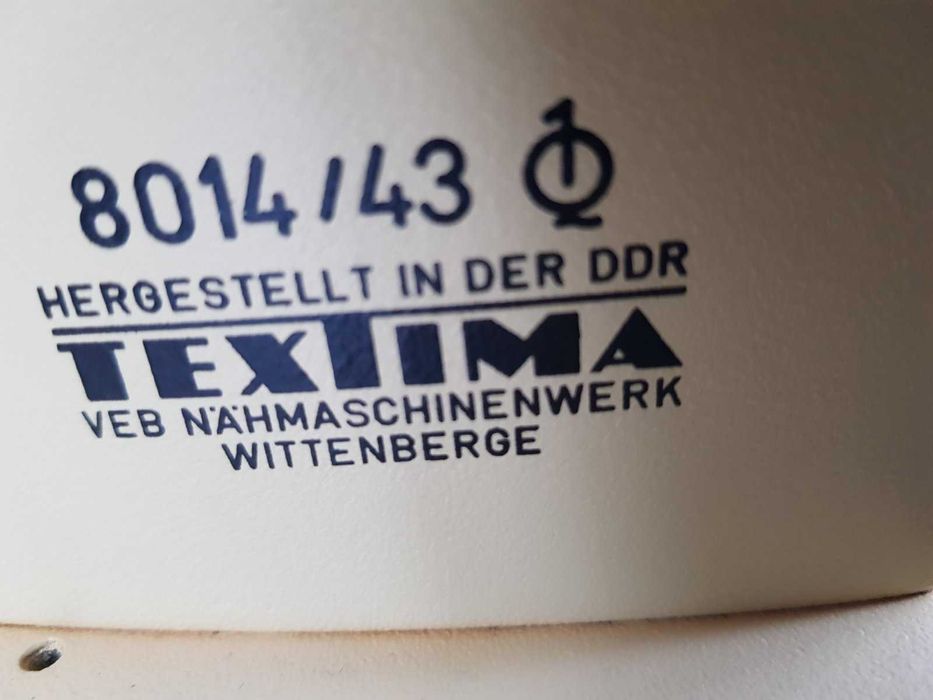 8014/43
HERGESTELLT IN DER DDR
TEXTIMA
VEB NÄHMASCHINENWERK
WITTENBERGE